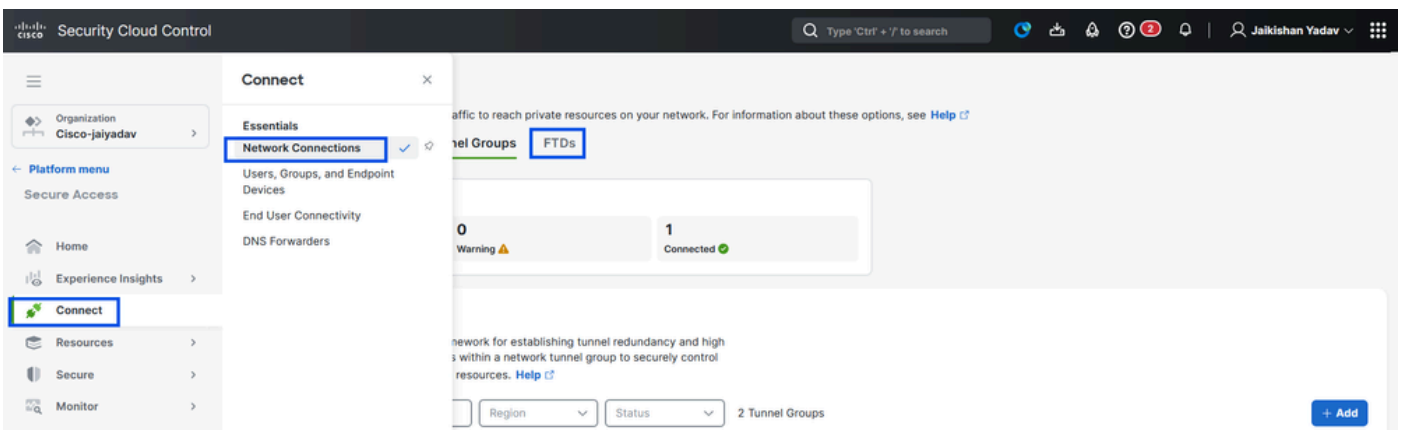 cisco Security Cloud Control
Type 'Ctrl' + '/' to search
2
Jaikishan Yadav
Organization
Cisco-jaiyadav
Platform menu
Secure Access
Home
Experience Insights
Connect
Resources
Secure
Monitor
Connect
Essentials
Network Connections
Users, Groups, and Endpoint
Devices
End User Connectivity
DNS Forwarders
affic to reach private resources on your network. For information about these options, see Help
nel Groups FTDs
0
Warning
1
Connected
nework for establishing tunnel redundancy and high
s within a network tunnel group to securely control
resources. Help
Region
Status
2 Tunnel Groups
+ Add